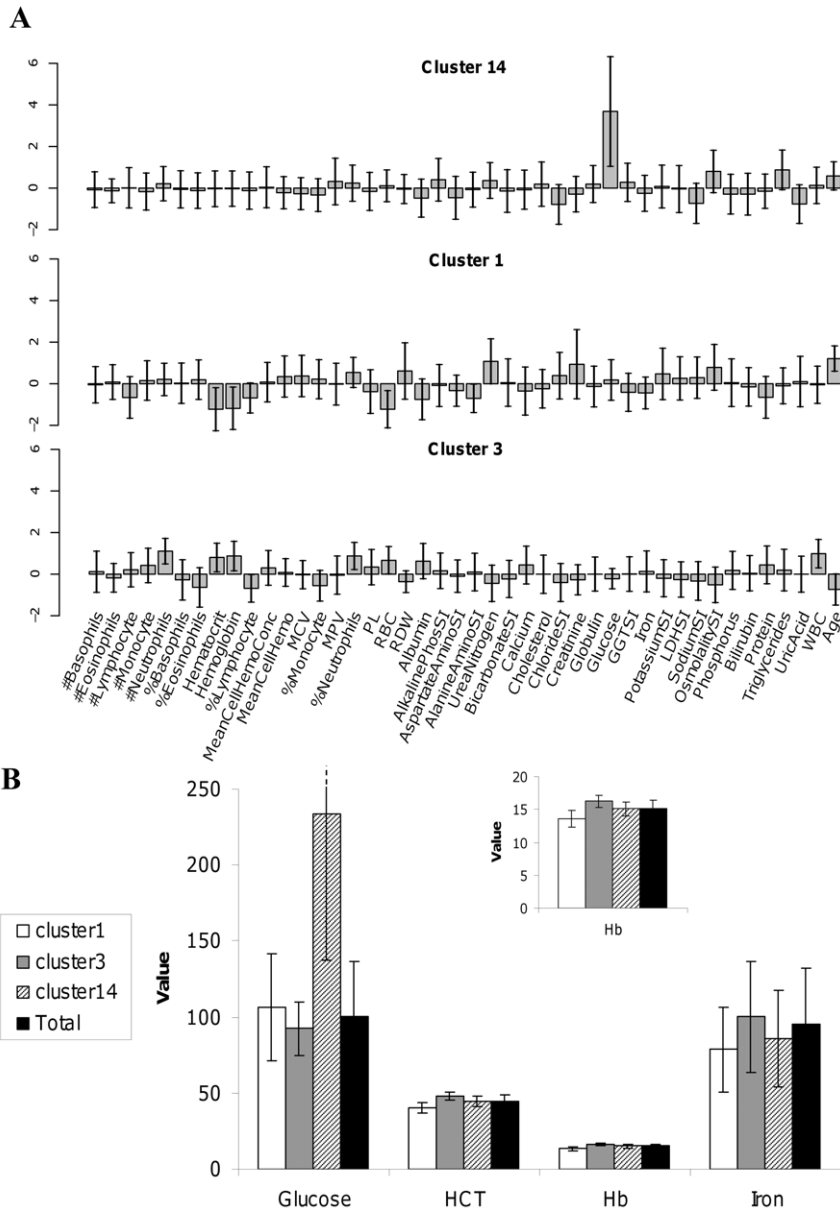 A
Cluster 14
6
4
2
0
-2
Cluster 1
6
4
2
0
-2
Cluster 3
6
4
2
0
-2
#Basophils
#Eosinophils
#Lymphocyte
#Monocyte
#Neutrophils
%Basophils
%Eosinophils
Hematocrit
Hemoglobin
%Lymphocyte
MeanCellHemoConc
MeanCellHemo
MCV
%Monocyte
MPV
%Neutrophils
PL
RBC
RDW
Albumin
AlkalinePhosSI
AspartateAminoSI
AlanineAminoSI
UreaNitrogen
BicarbonateSI
Calcium
Cholesterol
ChlorideSI
Creatinine
Globulin
Glucose
GGTSI
Iron
PotassiumSI
LDHSI
SodiumSI
OsmolalitySI
Phosphorus
Bilirubin
Protein
Triglycerides
UricAcid
WBC
Age
B
250
200
150
100
50
0
Value
Glucose
HCT
Hb
Iron
20
15
10
5
0
Value
Hb
cluster1
cluster3
cluster14
Total